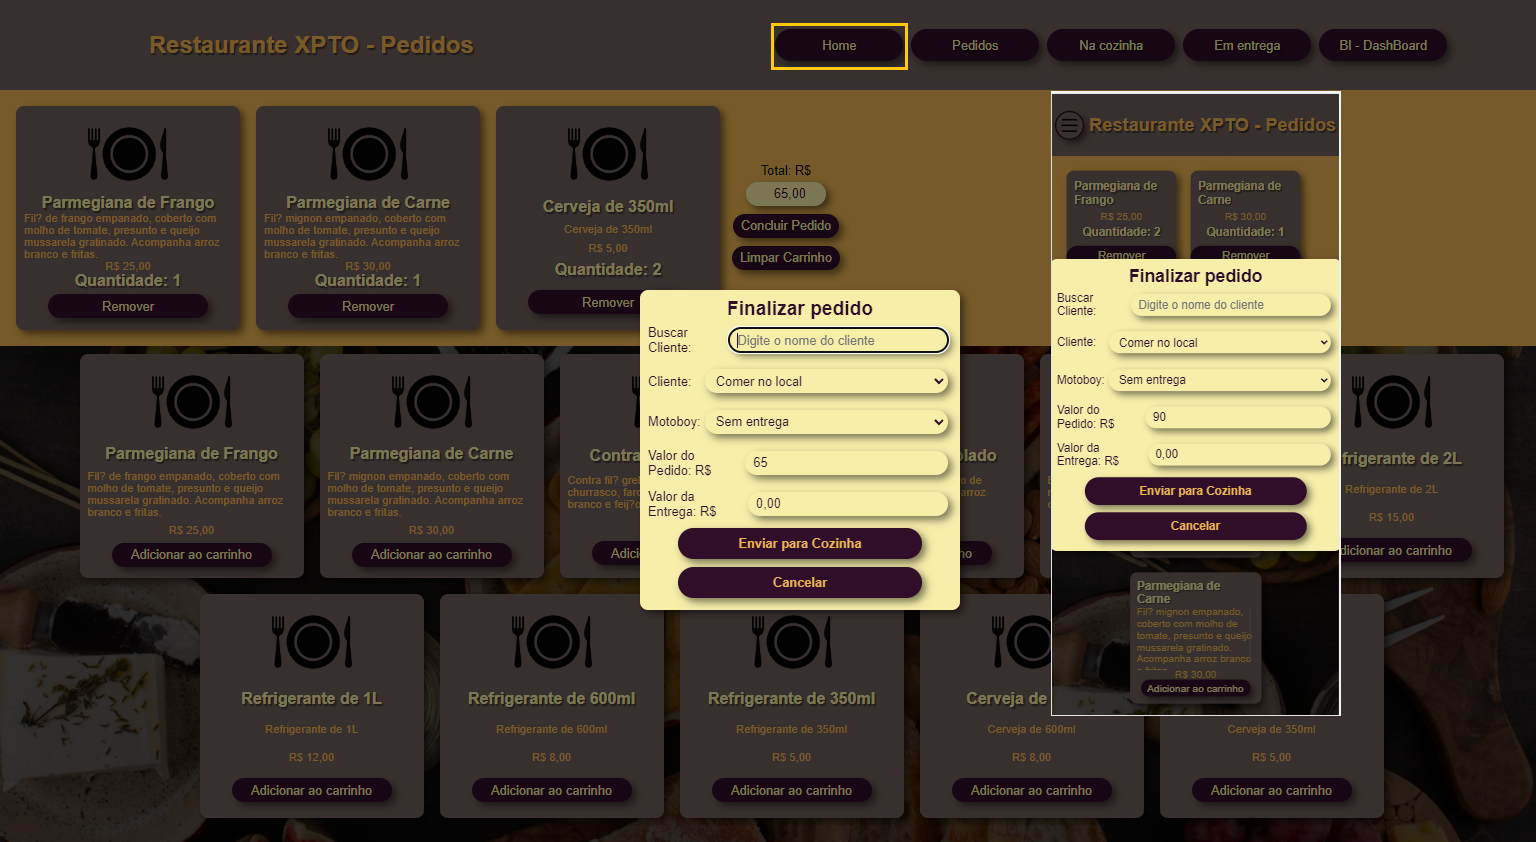 Restaurante XPTO - Pedidos
Home
Pedidos
Na cozinha
Em entrega
BI - DashBoard
Parmegiana de Frango
Fil? de frango empanado, coberto com
molho de tomate, presunto e queijo
mussarela gratinado. Acompanha arroz
branco e fritas.
R$ 25,00
Quantidade: 1
Remover
Parmegiana de Carne
Fil? mignon empanado, coberto com
molho de tomate, presunto e queijo
mussarela gratinado. Acompanha arroz
branco e fritas.
R$ 30,00
Quantidade: 1
Remover
Cerveja de 350ml
Cerveja de 350ml
R$ 5,00
Quantidade: 2
Remover
Total: R$
65,00
Concluir Pedido
Limpar Carrinho
Finalizar pedido
Buscar
Cliente:
Digite o nome do cliente
Cliente:
Comer no local
Motoboy:
Sem entrega
Valor do
Pedido: R$
65
Valor da
Entrega: R$
0,00
Enviar para Cozinha
Cancelar
Restaurante XPTO - Pedidos
Parmegiana de
Frango
R$ 25,00
Quantidade: 2
Remover
Parmegiana de
Carne
R$ 30,00
Quantidade: 1
Remover
Finalizar pedido
Buscar
Cliente:
Digite o nome do cliente
Cliente:
Comer no local
Motoboy:
Sem entrega
Valor do
Pedido: R$
90
Valor da
Entrega: R$
0,00
Enviar para Cozinha
Cancelar
Parmegiana de
Carne
Fil? mignon empanado,
coberto com molho de
tomate, presunto e queijo
mussarela gratinado.
Acompanha arroz branco
e fritas.
R$ 30,00
Adicionar ao carrinho
Parmegiana de Frango
Fil? de frango empanado, coberto com
molho de tomate, presunto e queijo
mussarela gratinado. Acompanha arroz
branco e fritas.
R$ 25,00
Adicionar ao carrinho
Parmegiana de Carne
Fil? mignon empanado, coberto com
molho de tomate, presunto e queijo
mussarela gratinado. Acompanha arroz
branco e fritas.
R$ 30,00
Adicionar ao carrinho
Contra
Contra fil? grel
churrasco, faro
branco e feij?o
Adici
olado
arroz
nho
frigerante de 2L
Refrigerante de 2L
R$ 15,00
dicionar ao carrinho
Refrigerante de 1L
Refrigerante de 1L
R$ 12,00
Adicionar ao carrinho
Refrigerante de 600ml
Refrigerante de 600ml
R$ 8,00
Adicionar ao carrinho
Refrigerante de 350ml
Refrigerante de 350ml
R$ 5,00
Adicionar ao carrinho
Cerveja de
Cerveja de 600ml
R$ 8,00
Adicionar ao carrinho
Cerveja de 350ml
R$ 5,00
Adicionar ao carrinho